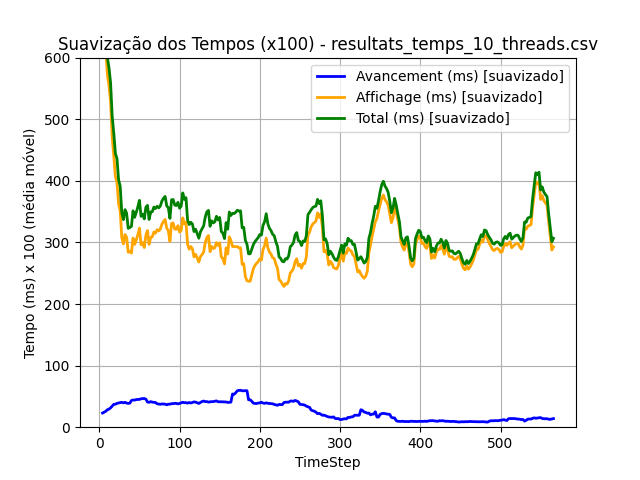 Suavização dos Tempos (x100) - resultats_temps_10_threads.csv
Avancement (ms) [suavizado]
Affichage (ms) [suavizado]
Total (ms) [suavizado]
Tempo (ms) x 100 (média móvel)
600
500
400
300
200
100
0
0 100 200 300 400 500
TimeStep